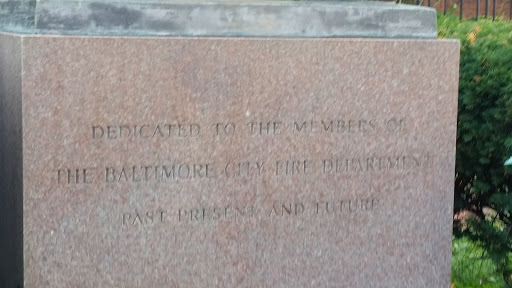 DEDICATED TO THE MEMBERS OF
THE BALTIMORE CITY FIRE DEPARTMENT
PAST PRESENT AND FUTURE